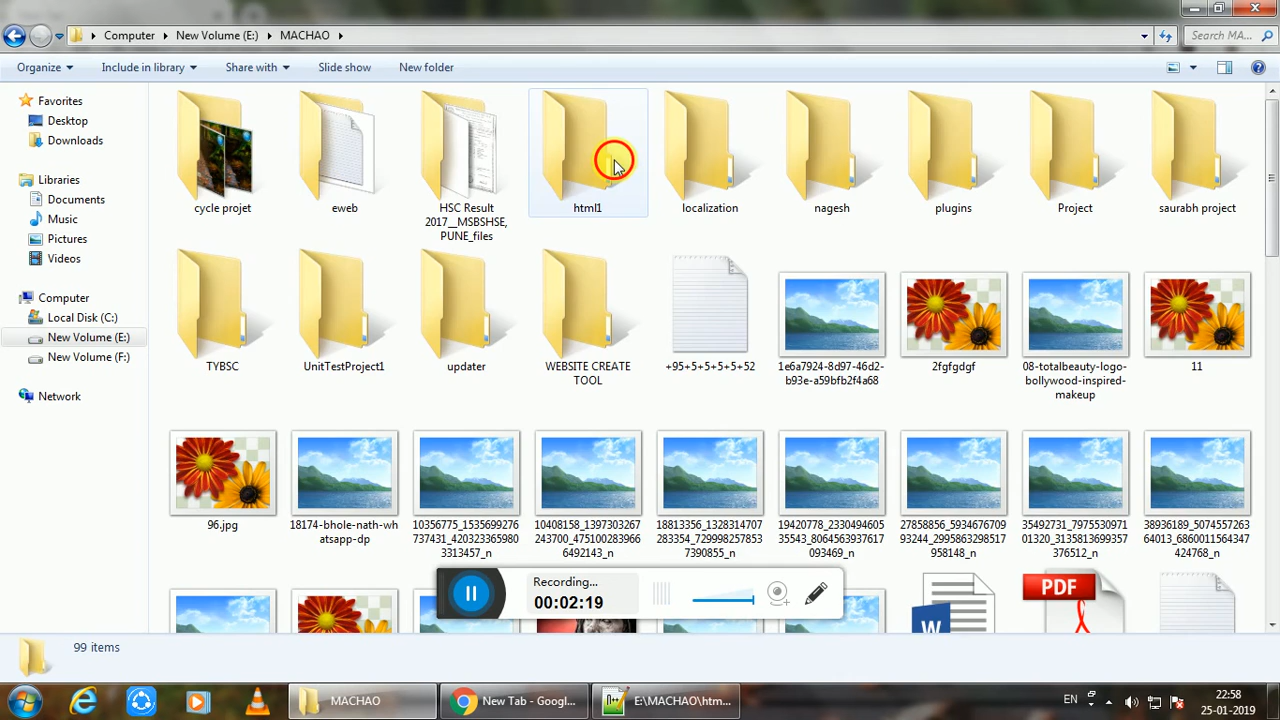 Computer ▸ New Volume (E:) ▸ MACHAO ▸
Search MA...
Organize Include in library Share with Slide show New folder
Favorites
Desktop
Downloads
Libraries
Documents
Music
Pictures
Videos
Computer
Local Disk (C:)
New Volume (E:)
New Volume (F:)
Network
cycle projet
eweb
HSC Result
2017__MSBSHSE,
PUNE_files
html1
localization
nagesh
plugins
Project
saurabh project
TYBSC
UnitTestProject1
updater
WEBSITE CREATE
TOOL
+95+5+5+5+5+52
1e6a7924-8d97-46d2-
b93e-a59bfb2f4a68
2fgfgdgf
08-totalbeauty-logo-
bollywood-inspired-
makeup
11
96.jpg
18174-bhole-nath-wh
atsapp-dp
10356775_1535699276
737431_420323365980
3313457_n
10408158_1397303267
243700_475100283966
6492143_n
18813356_1328314707
283354_729998257853
7390855_n
19420778_2330494605
35543_8064563937617
093469_n
27858856_5934676709
93244_2995863298517
958148_n
35492731_7975530971
01320_3135813699357
376512_n
38936189_5074557263
64013_6860011564347
424768_n
W
PDF
Recording...
00:02:19
99 items
MACHAO
New Tab - Googl...
E:\MACHAO\htm...
EN
22:58
25-01-2019